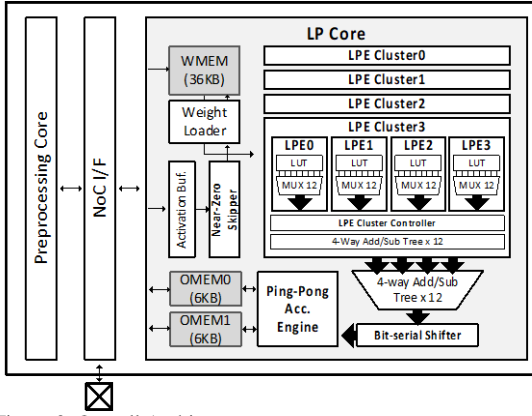 LP Core
Preprocessing Core
NoC I/F
WMEM
(36KB)
Weight
Loader
Activation Buf.
Near-Zero
Skipper
LPE Cluster0
LPE Cluster1
LPE Cluster2
LPE Cluster3
LPE0
LUT
MUX 12
LPE1
LUT
MUX 12
LPE2
LUT
MUX 12
LPE3
LUT
MUX 12
LPE Cluster Controller
4-Way Add/Sub Tree x 12
OMEM0
(6KB)
OMEM1
(6KB)
Ping-Pong
Acc.
Engine
4-way Add/Sub
Tree x 12
Bit-serial Shifter